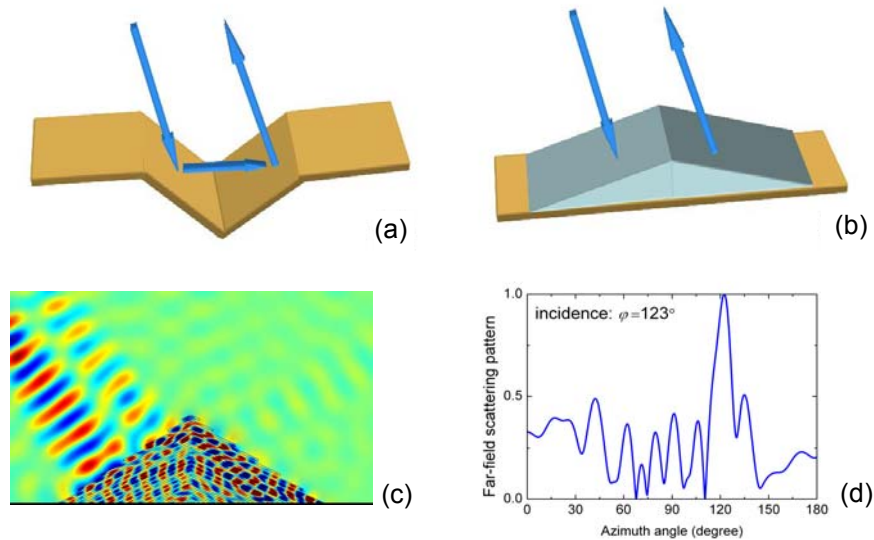 (a)
(b)
(c)
incidence: φ=123°
Far-field scattering pattern
1.0
0.5
0.0
0 30 60 90 120 150 180
Azimuth angle (degree)
(d)